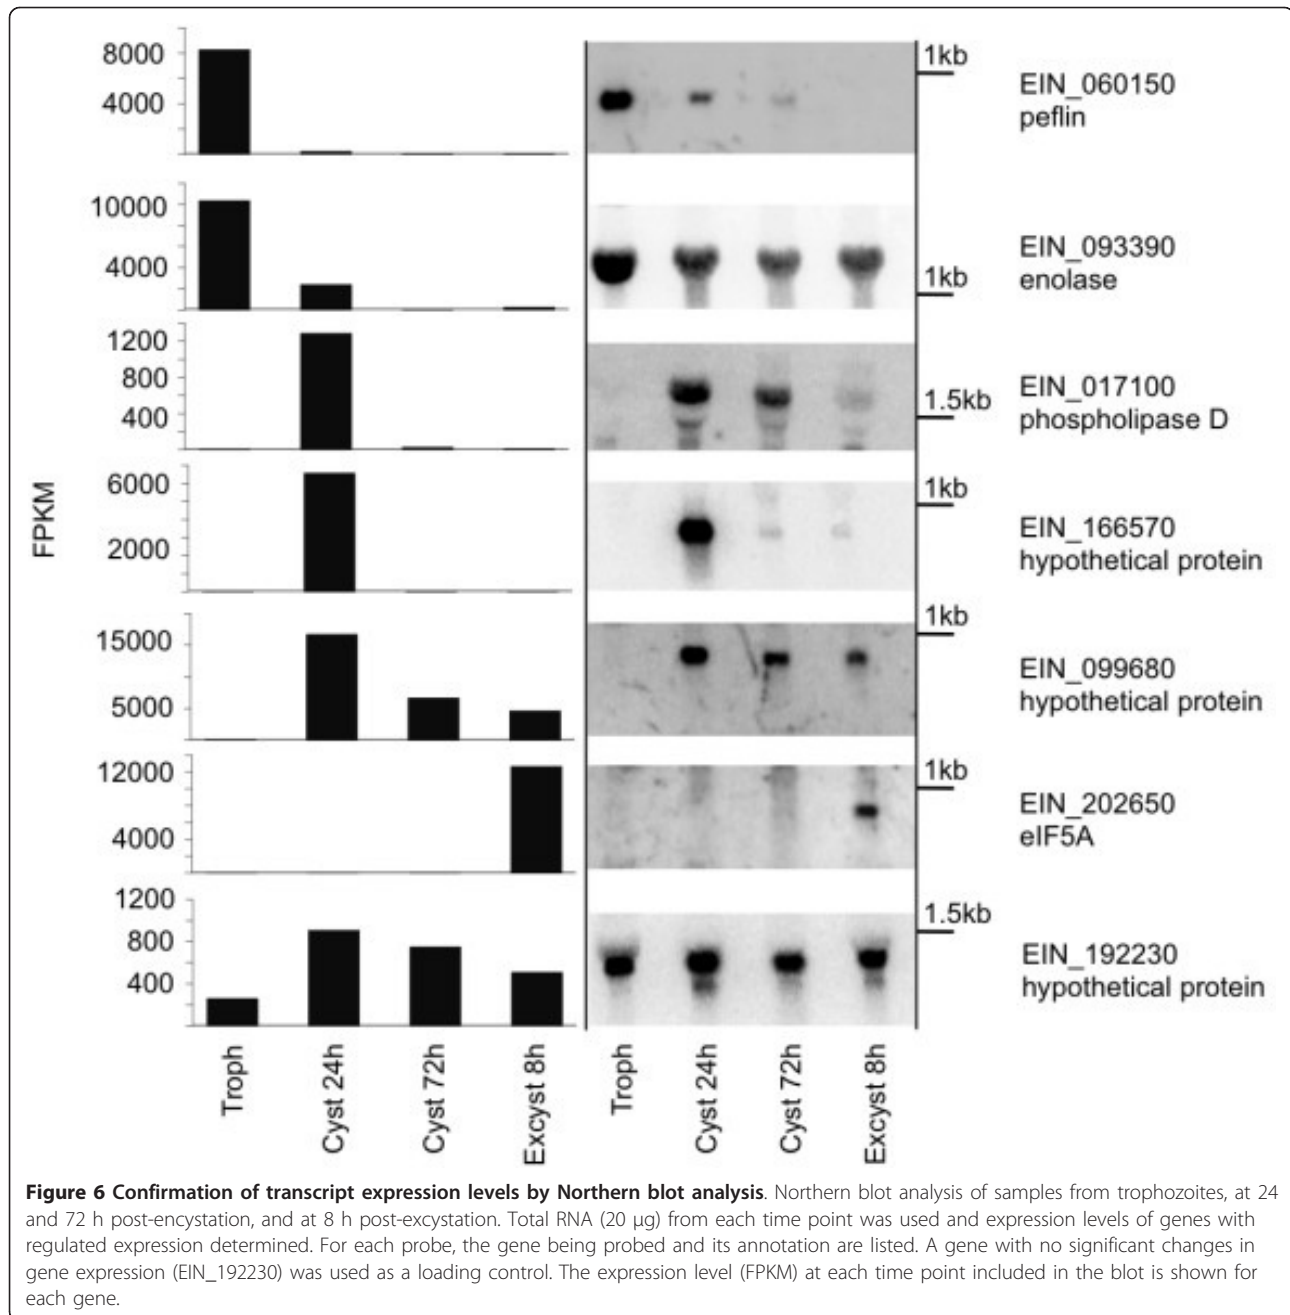 8000
4000
1kb
EIN_060150
peflin
10000
4000
1kb
EIN_093390
enolase
1200
800
400
1.5kb
EIN_017100
phospholipase D
FPKM
6000
2000
1kb
EIN_166570
hypothetical protein
15000
5000
1kb
EIN_099680
hypothetical protein
12000
4000
1kb
EIN_202650
eIF5A
1200
800
400
1.5kb
EIN_192230
hypothetical protein
Troph
Cyst 24h
Cyst 72h
Excyst 8h
Troph
Cyst 24h
Cyst 72h
Excyst 8h
Figure 6 Confirmation of transcript expression levels by Northern blot analysis. Northern blot analysis of samples from trophozoites, at 24
and 72 h post-encystation, and at 8 h post-excystation. Total RNA (20 μg) from each time point was used and expression levels of genes with
regulated expression determined. For each probe, the gene being probed and its annotation are listed. A gene with no significant changes in
gene expression (EIN_192230) was used as a loading control. The expression level (FPKM) at each time point included in the blot is shown for
each gene.